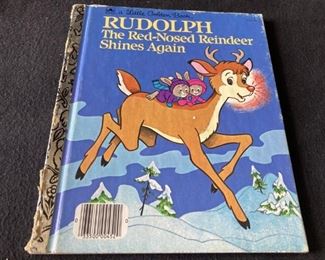 a Little Golden Book
RUDOLPH
The Red-Nosed Reindeer
Shines Again